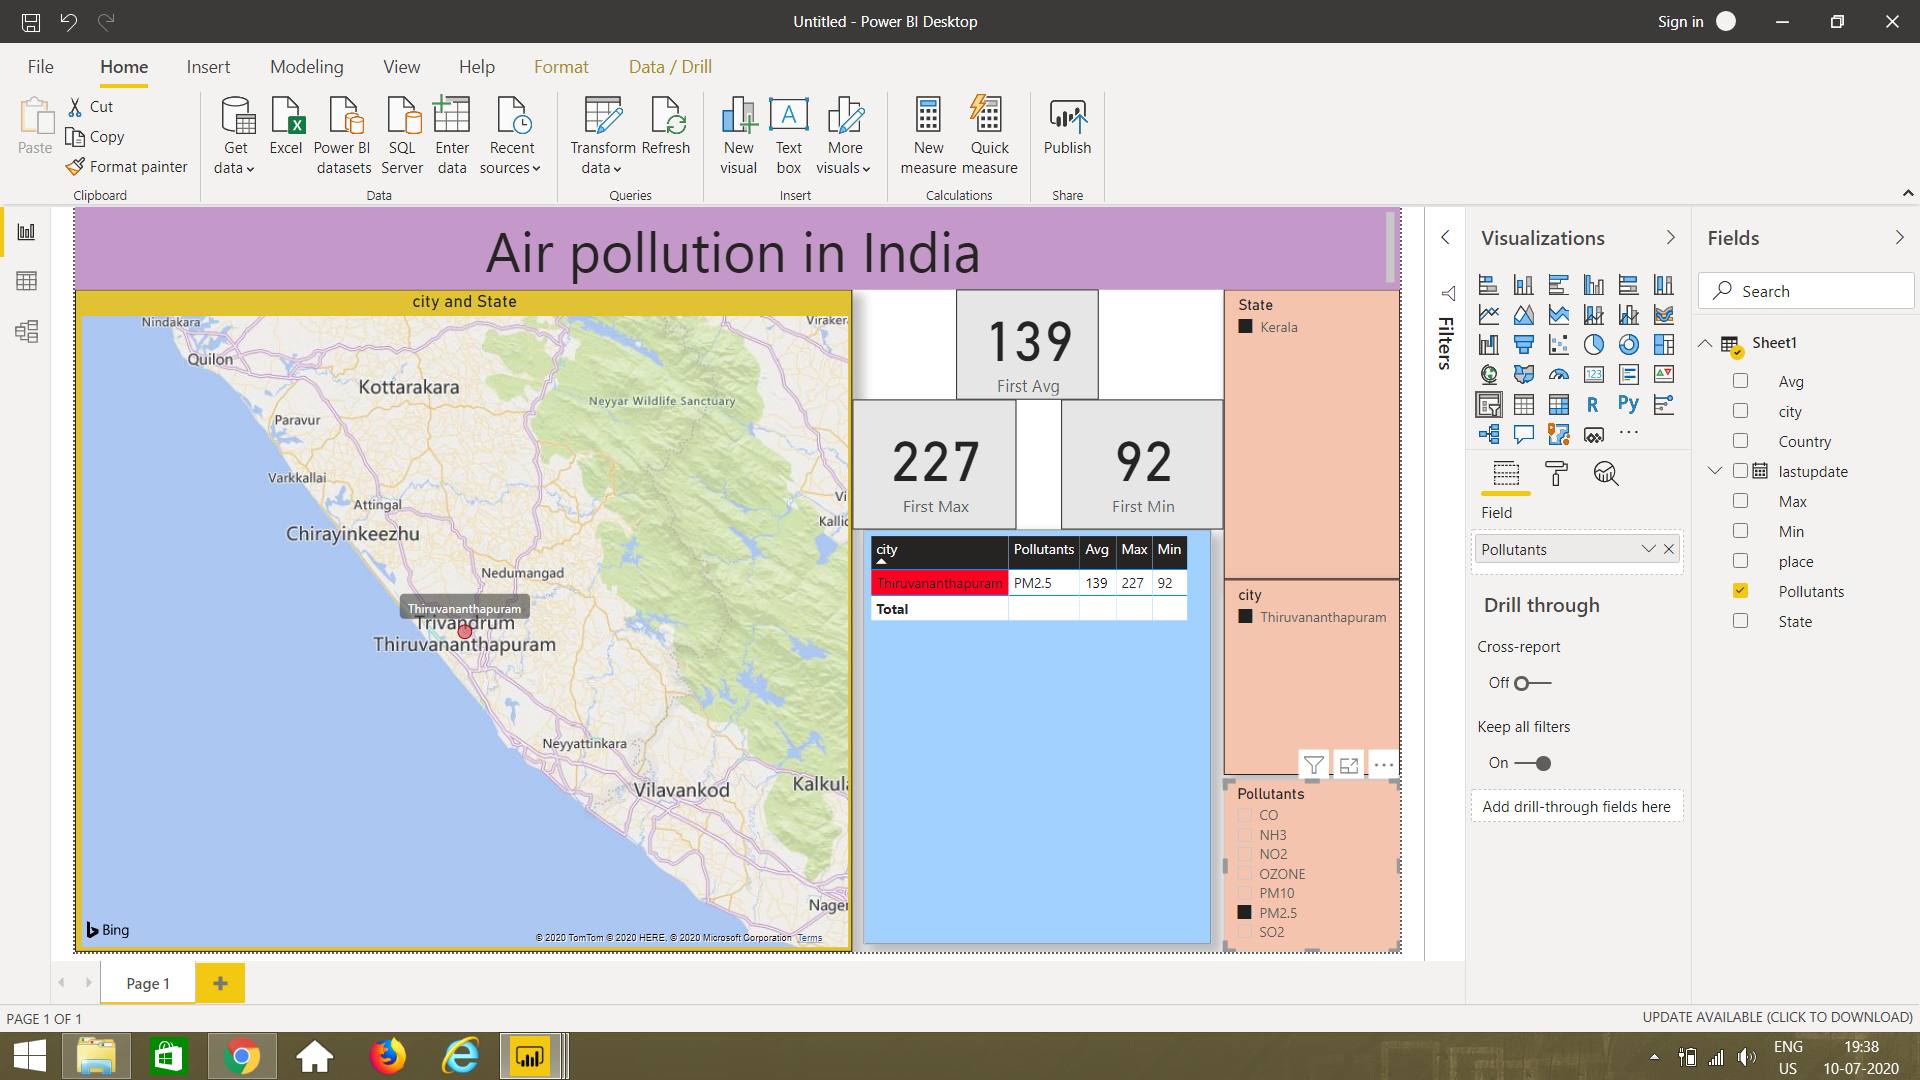 Untitled - Power BI Desktop
Sign in
File Home Insert Modeling View Help Format Data / Drill
Paste
Cut
Copy
Format painter
Clipboard
Get data
Excel
Power BI datasets
SQL Server
Enter data
Recent sources
Data
Transform data
Refresh
Queries
New visual
Text box
More visuals
Insert
New measure
Quick measure
Calculations
Publish
Share
Air pollution in India
city and State
Nindakara
Quilon
Kottarakara
Neyyar Wildlife Sanctuary
Paravur
Varkkallai
Attingal
Chirayinkeezhu
Nedumangad
Thiruvananthapuram
Trivandrum
Thiruvananthapuram
Neyyattinkara
Vilavankod
Kalkula
Nager
Bing
© 2020 TomTom © 2020 HERE, © 2020 Microsoft Corporation Terms
139
First Avg
227
First Max
92
First Min
city Pollutants Avg Max Min
Thiruvananthapuram PM2.5 139 227 92
Total
State
Kerala
city
Thiruvananthapuram
Pollutants
CO
NH3
NO2
OZONE
PM10
PM2.5
SO2
Filters
Visualizations
123
R
Py
Field
Pollutants
Drill through
Cross-report
Off
Keep all filters
On
Add drill-through fields here
Fields
Search
Sheet1
Avg
city
Country
lastupdate
Max
Min
place
Pollutants
State
Page 1
PAGE 1 OF 1
UPDATE AVAILABLE (CLICK TO DOWNLOAD)
ENG
US
19:38
10-07-2020